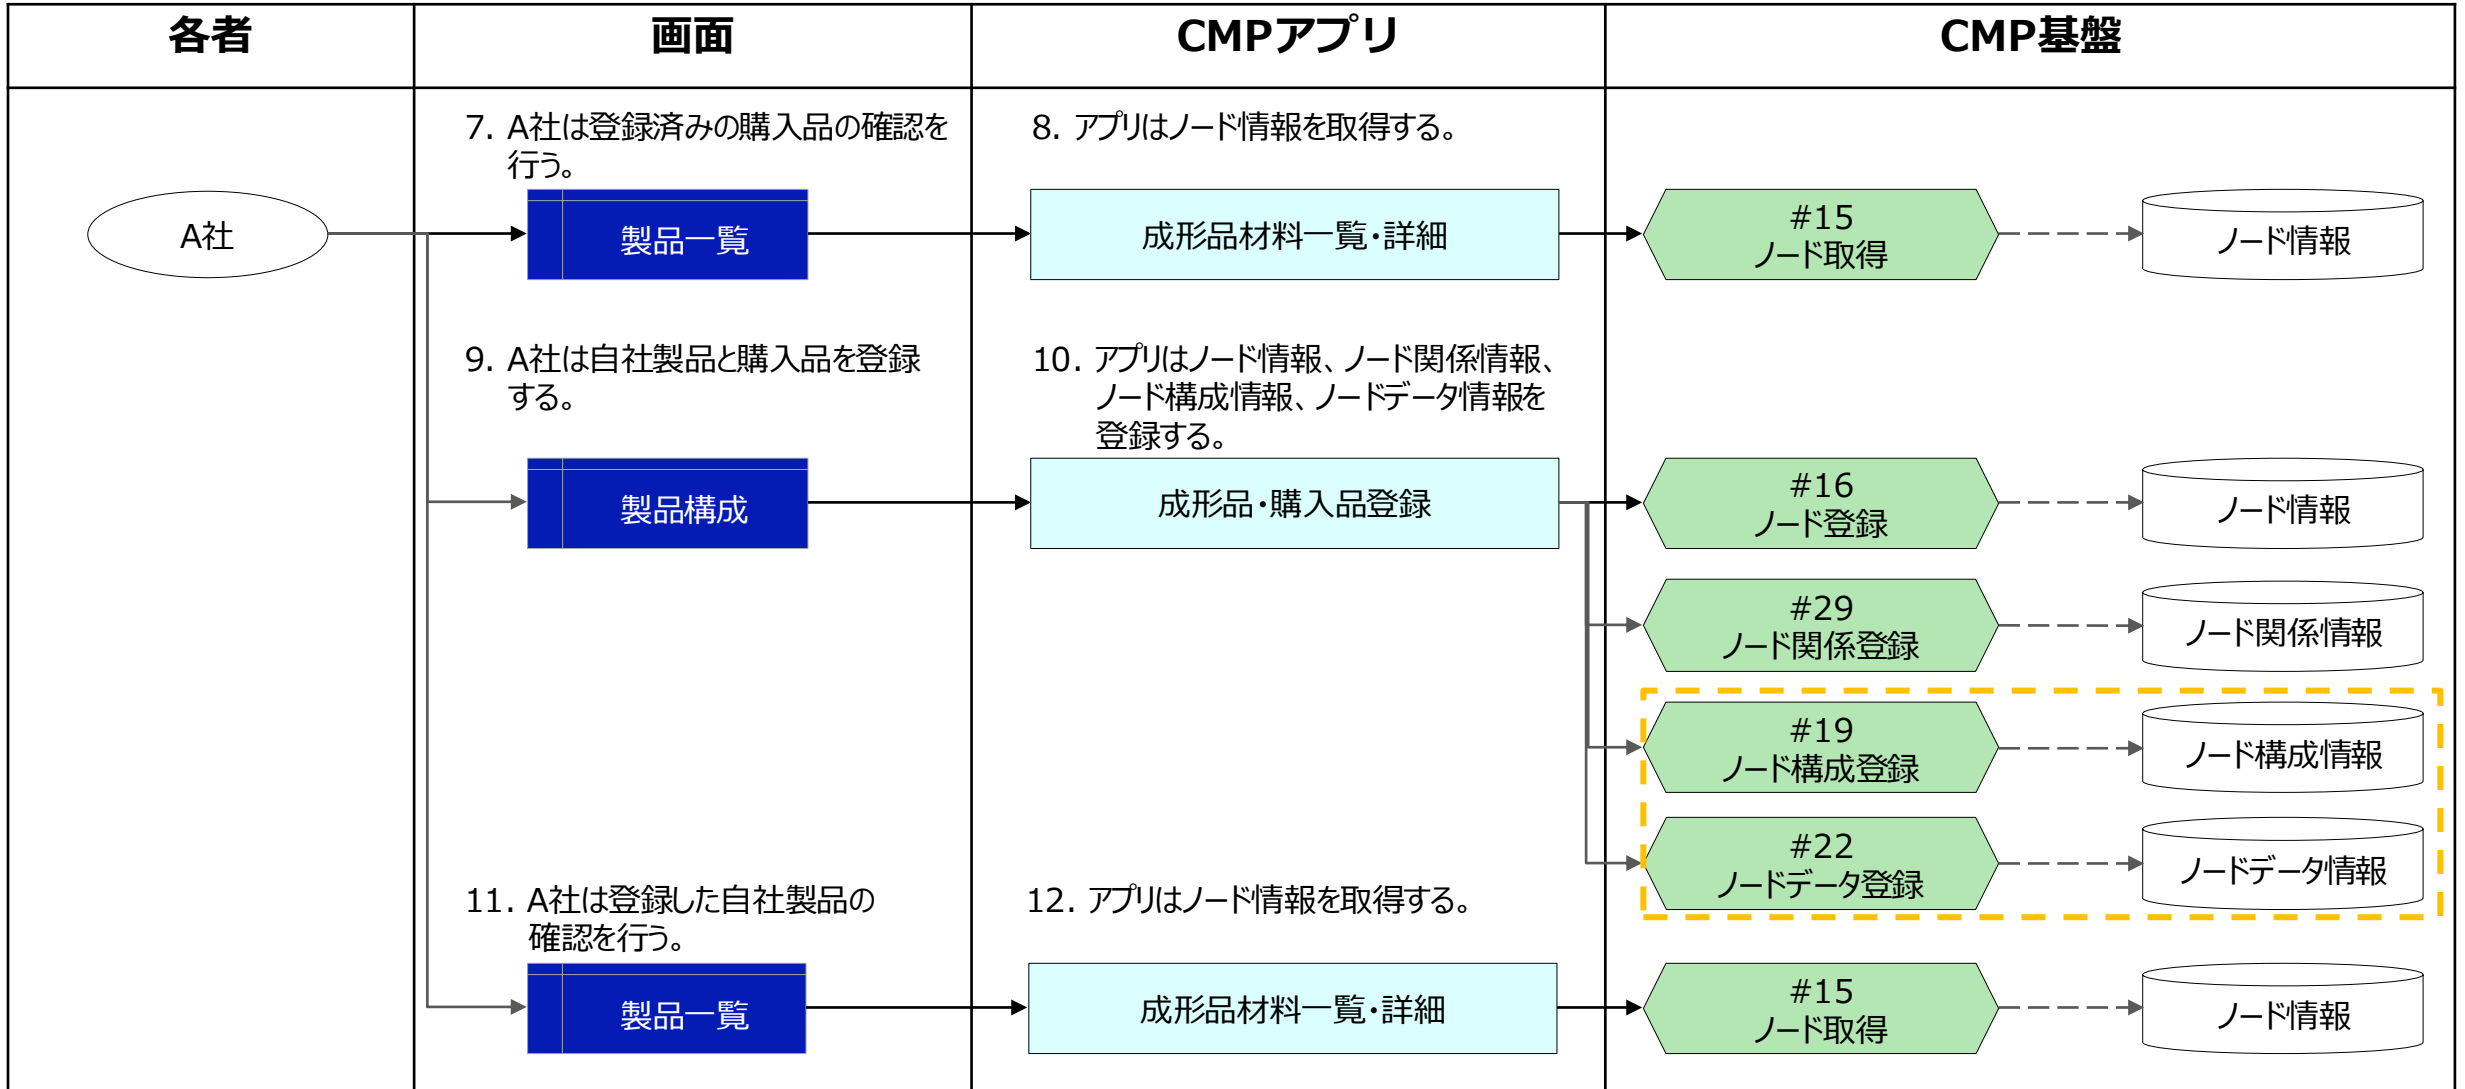 各者
画面
CMPアプリ
CMP基盤
7. A社は登録済みの購入品の確認を
行う。
8. アプリはノード情報を取得する。
A社
製品一覧
成形品材料一覧・詳細
#15
ノード取得
ノード情報
9. A社は自社製品と購入品を登録
する。
10. アプリはノード情報、ノード関係情報、
ノード構成情報、ノードデータ情報を
登録する。
製品構成
成形品・購入品登録
#16
ノード登録
ノード情報
#29
ノード関係登録
ノード関係情報
#19
ノード構成登録
ノード構成情報
#22
ノードデータ登録
ノードデータ情報
11. A社は登録した自社製品の
確認を行う。
12. アプリはノード情報を取得する。
製品一覧
成形品材料一覧・詳細
#15
ノード取得
ノード情報